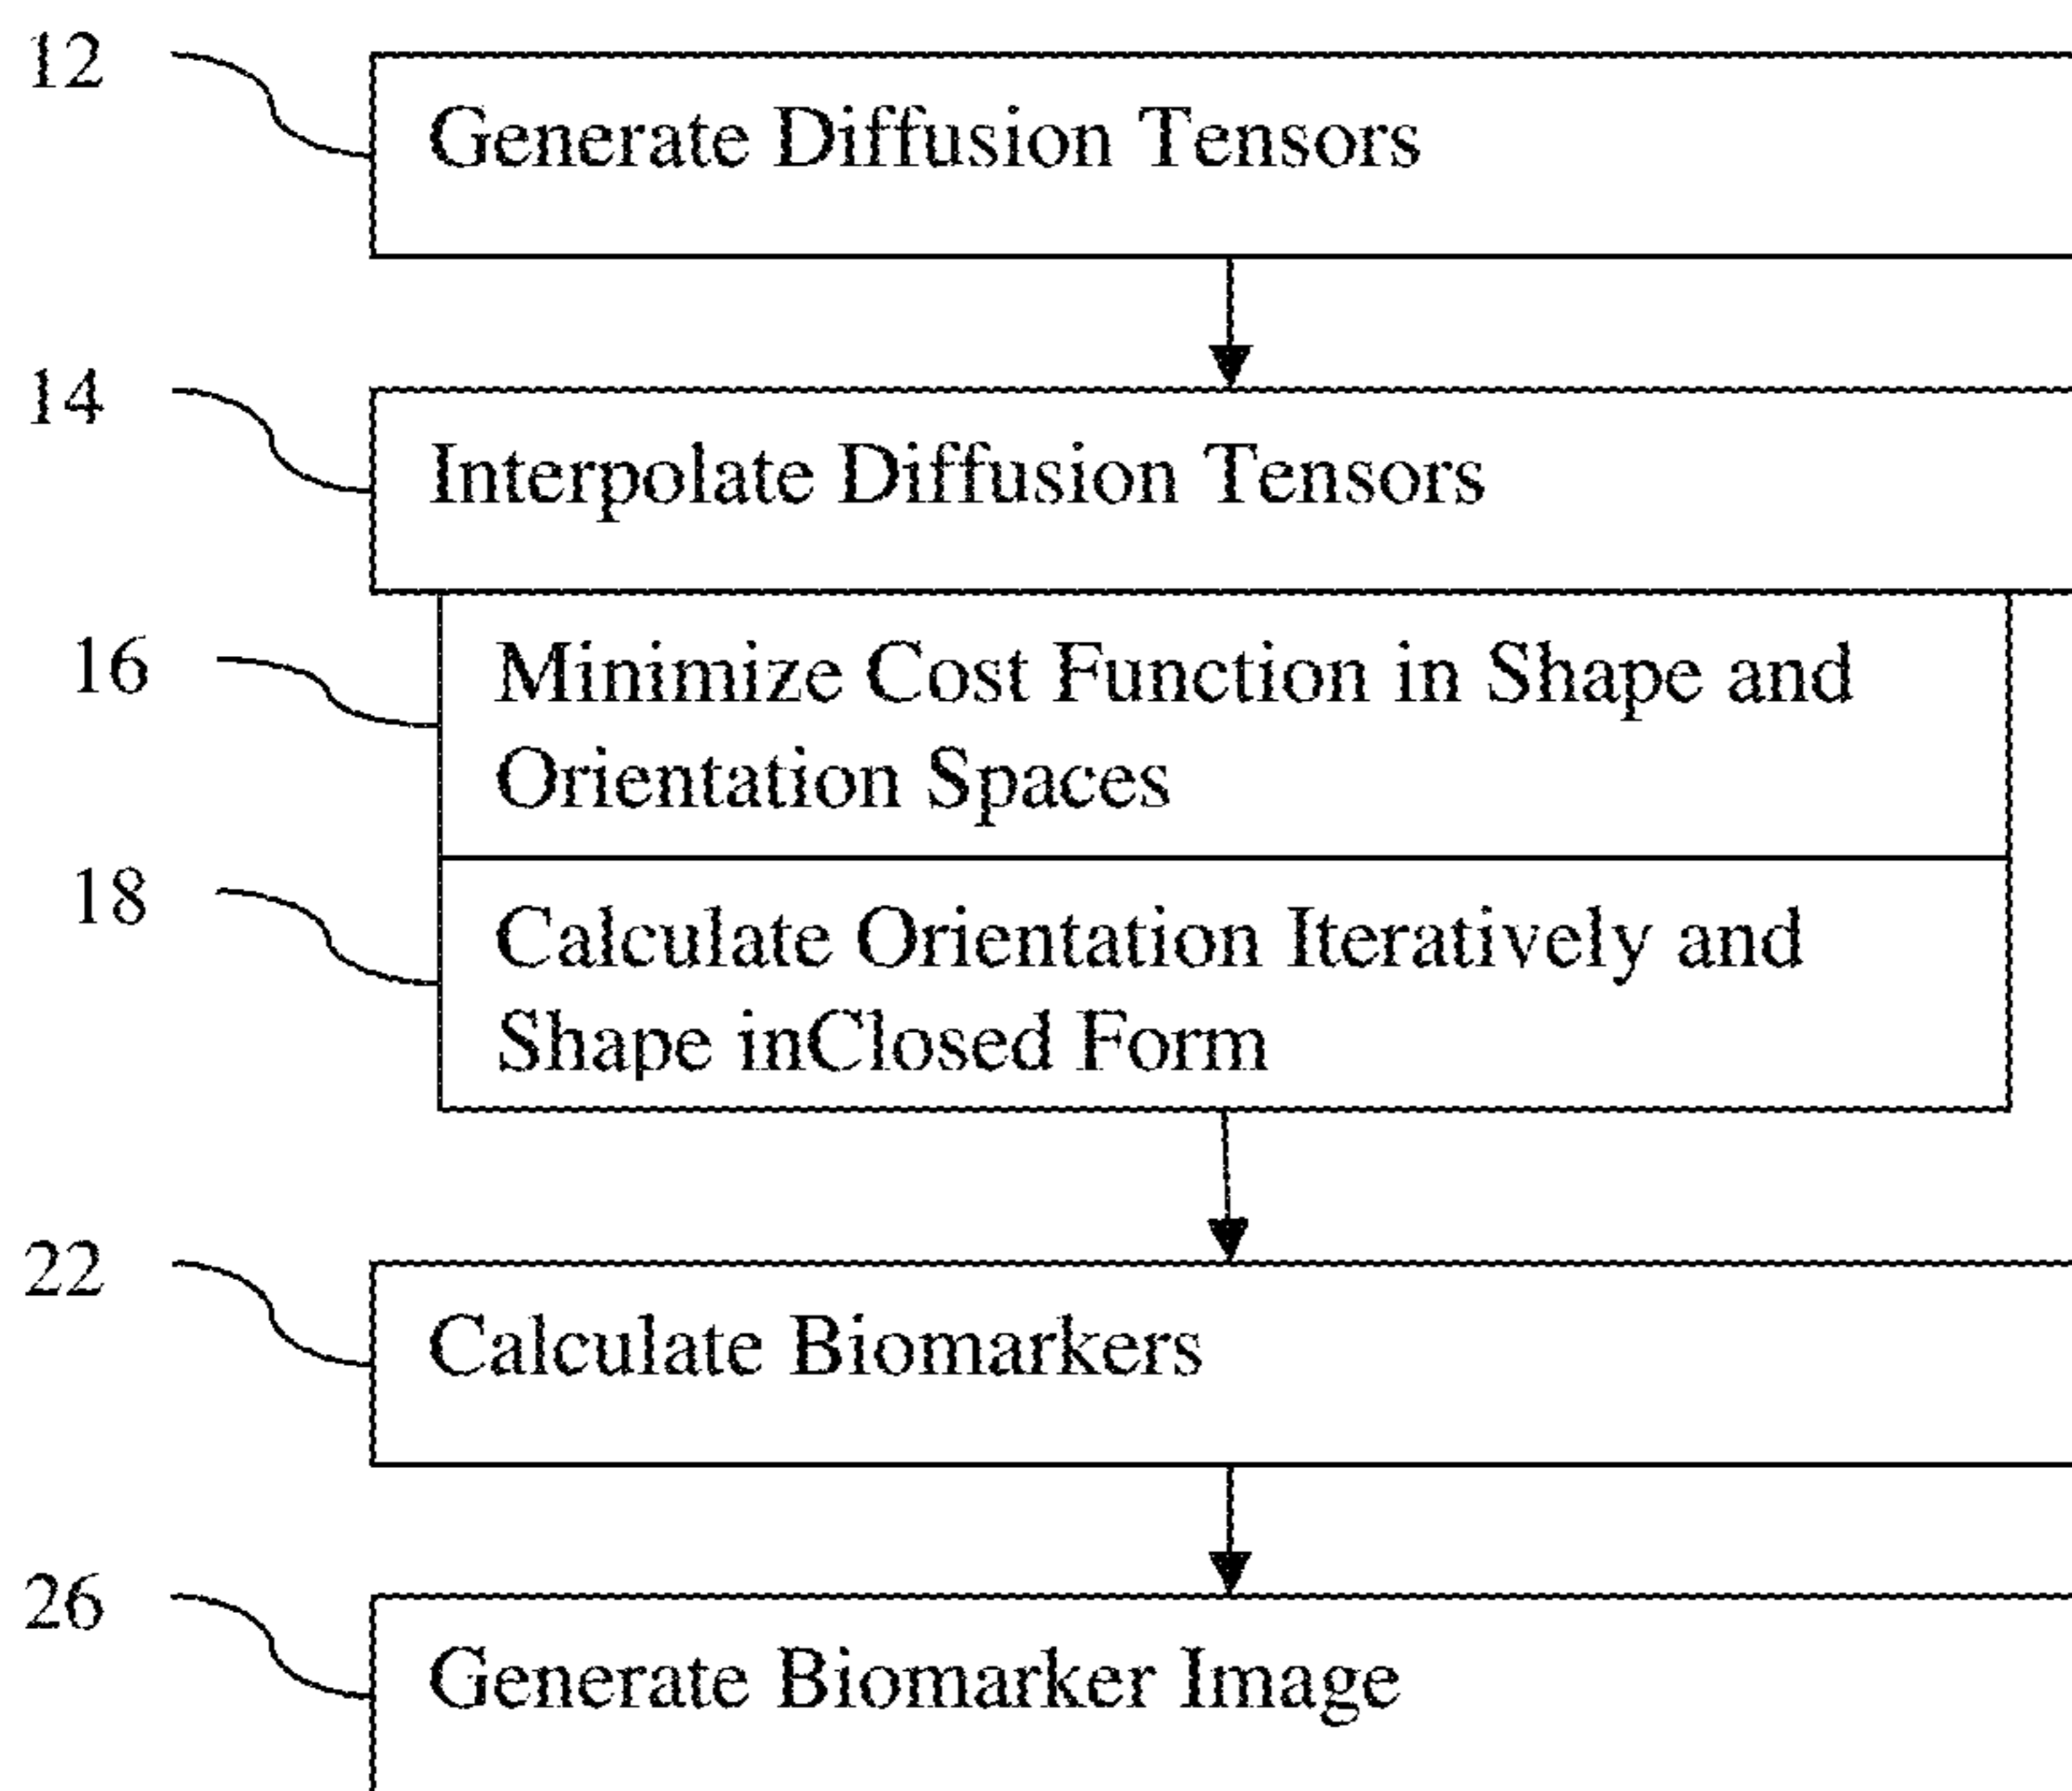 12
Generate Diffusion Tensors
14
Interpolate Diffusion Tensors
16
Minimize Cost Function in Shape and
Orientation Spaces
18
Calculate Orientation Iteratively and
Shape inClosed Form
22
Calculate Biomarkers
26
Generate Biomarker Image